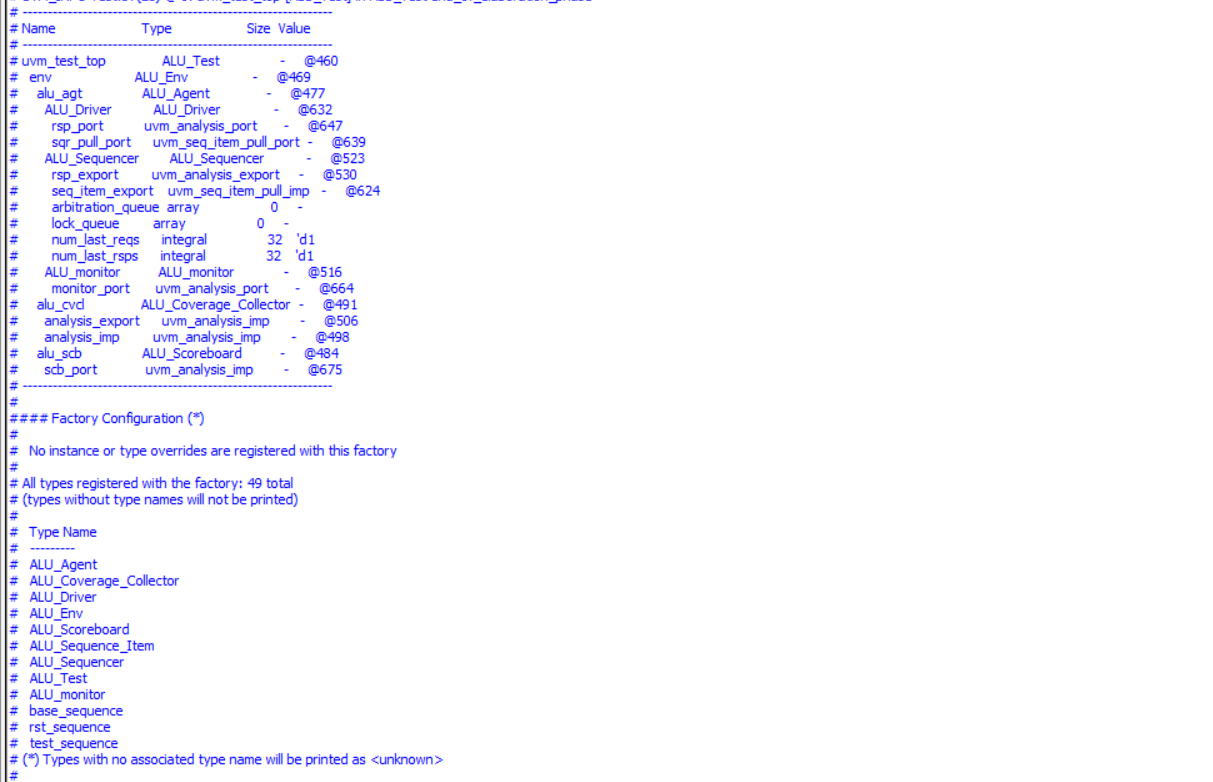 # -----------------------------------------------------------
# Name Type Size Value
# -----------------------------------------------------------
# uvm_test_top ALU_Test - @460
# env ALU_Env - @469
# alu_agt ALU_Agent - @477
# ALU_Driver ALU_Driver - @632
# rsp_port uvm_analysis_port - @647
# sqr_pull_port uvm_seq_item_pull_port - @639
# ALU_Sequencer ALU_Sequencer - @523
# rsp_export uvm_analysis_export - @530
# seq_item_export uvm_seq_item_pull_imp - @624
# arbitration_queue array 0 -
# lock_queue array 0 -
# num_last_reqs integral 32 'd1
# num_last_rsps integral 32 'd1
# ALU_monitor ALU_monitor - @516
# monitor_port uvm_analysis_port - @664
# alu_cvcl ALU_Coverage_Collector - @491
# analysis_export uvm_analysis_imp - @506
# analysis_imp uvm_analysis_imp - @498
# alu_scb ALU_Scoreboard - @484
# scb_port uvm_analysis_imp - @675
# -----------------------------------------------------------
#
#### Factory Configuration (*)
#
# No instance or type overrides are registered with this factory
#
# All types registered with the factory: 49 total
# (types without type names will not be printed)
#
# Type Name
# ---------
# ALU_Agent
# ALU_Coverage_Collector
# ALU_Driver
# ALU_Env
# ALU_Scoreboard
# ALU_Sequence_Item
# ALU_Sequencer
# ALU_Test
# ALU_monitor
# base_sequence
# rst_sequence
# test_sequence
# (*) Types with no associated type name will be printed as <unknown>
#